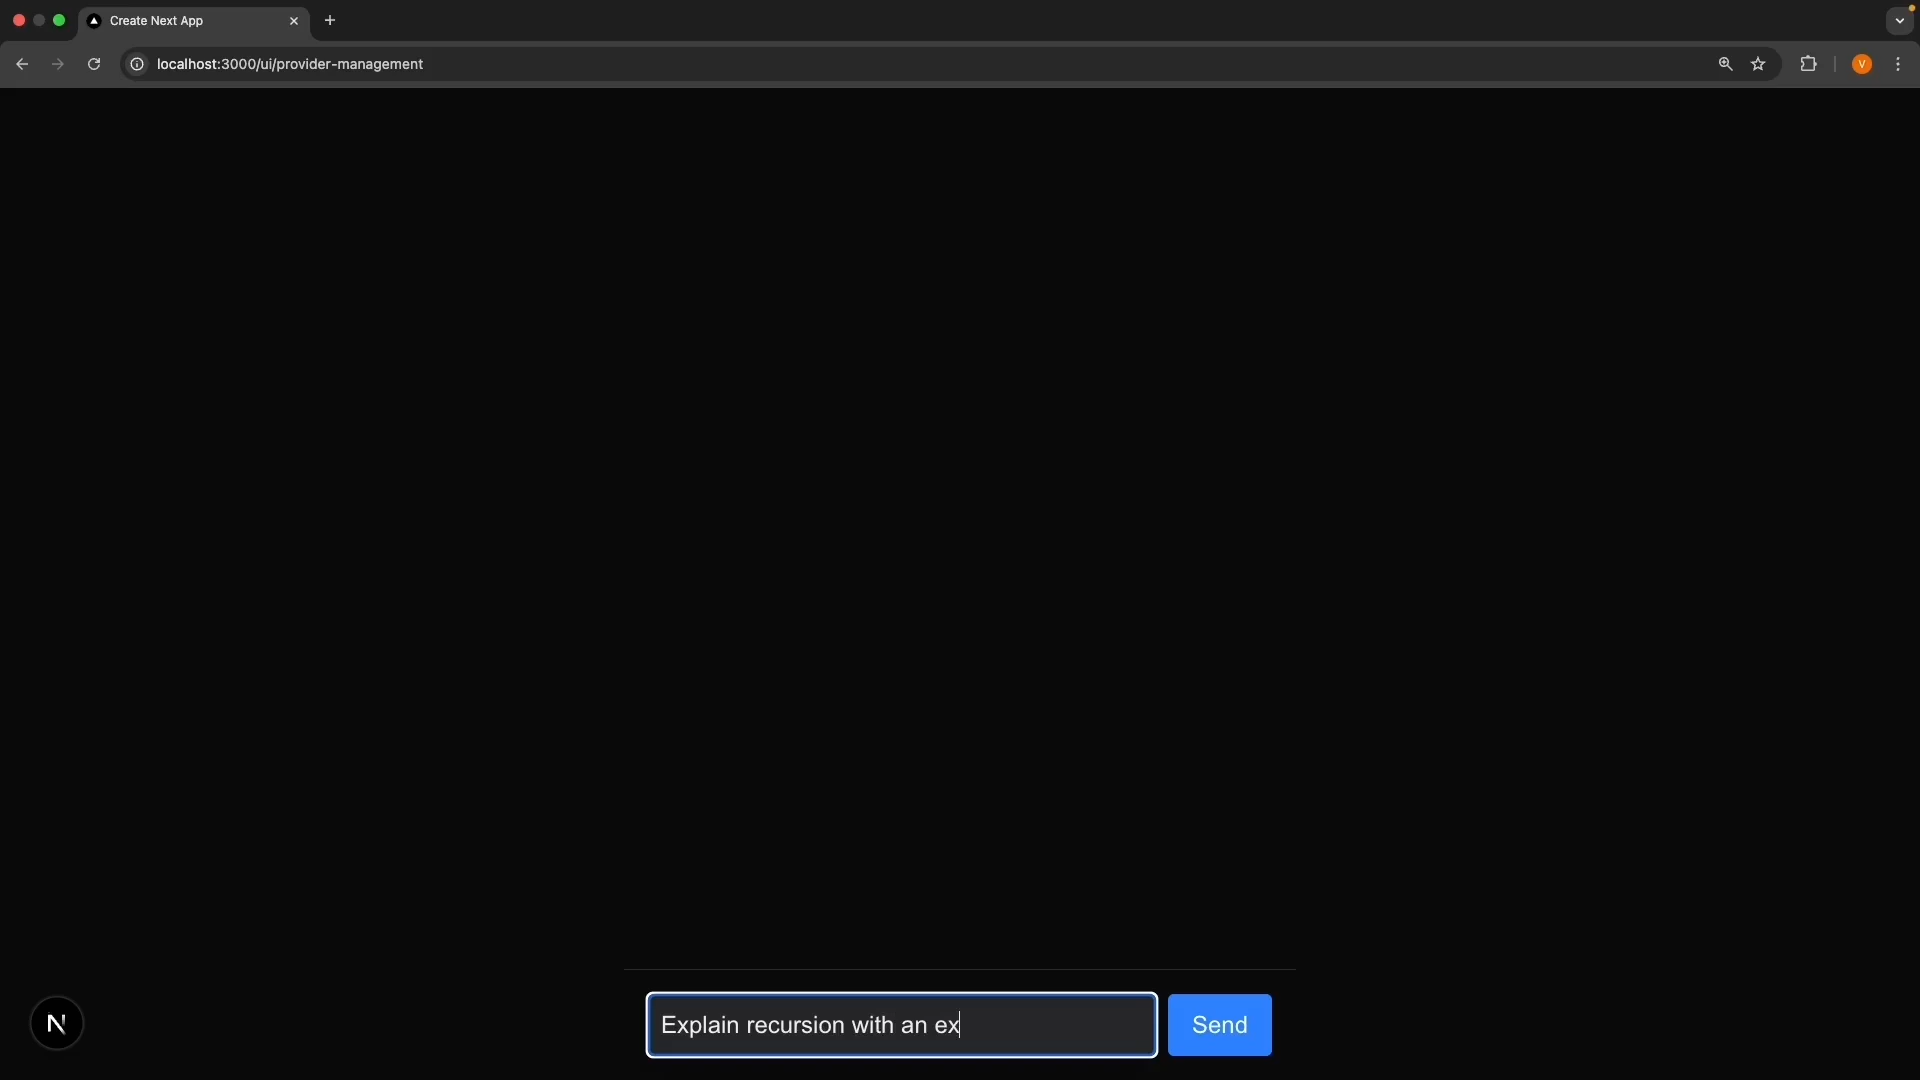 Create Next App
localhost:3000/ui/provider-management
V
N
Explain recursion with an ex
Send